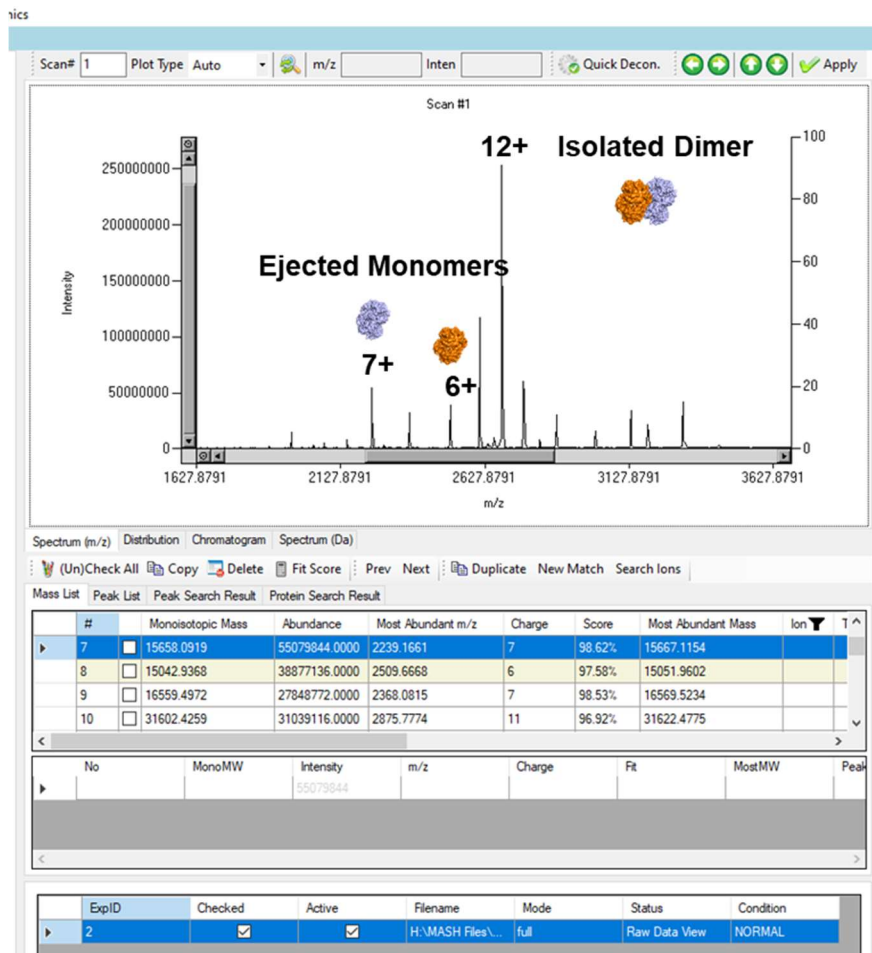 nics
Scan# 1 Plot Type Auto m/z Inten Quick Decon. Apply
Scan #1
12+ Isolated Dimer
Ejected Monomers
7+
6+
Intensity
250000000
200000000
150000000
100000000
50000000
0
100
80
60
40
20
0
1627.8791 2127.8791 2627.8791 3127.8791 3627.8791
m/z
Spectrum (m/z) Distribution Chromatogram Spectrum (Da)
(Un)Check All Copy Delete Fit Score Prev Next Duplicate New Match Search Ions
Mass List Peak List Peak Search Result Protein Search Result
# Monoisotopic Mass Abundance Most Abundant m/z Charge Score Most Abundant Mass Ion T
7 15658.0919 55079844.0000 2239.1661 7 98.62% 15667.1154
8 15042.9368 38877136.0000 2509.6668 6 97.58% 15051.9602
9 16559.4972 27848772.0000 2368.0815 7 98.53% 16569.5234
10 31602.4259 31039116.0000 2875.7774 11 96.92% 31622.4775
No MonoMW Intensity m/z Charge Fit MostMW Peak
55079844
ExpID Checked Active Filename Mode Status Condition
2 H:\MASH Files\... full Raw Data View NORMAL